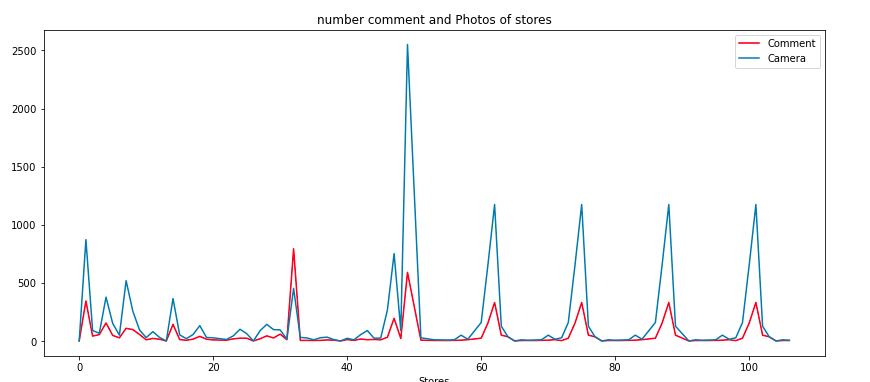 number comment and Photos of stores
Comment
Camera
2500
2000
1500
1000
500
0
0 20 40 60 80 100
Stores